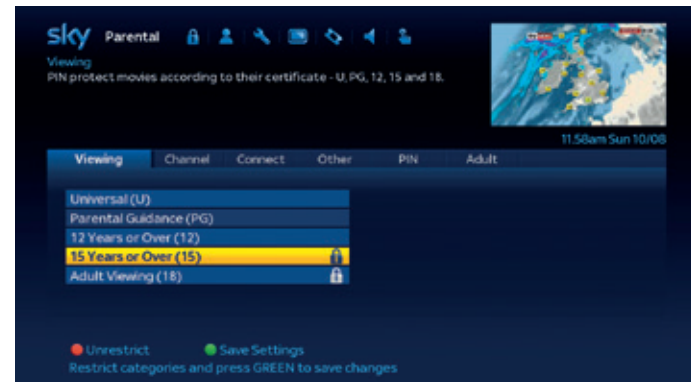 sky Parental
Viewing
PIN protect movies according to their certificate - U, PG, 12, 15 and 18.
11.58am Sun 10/08
Viewing Channel Connect Other PIN Adult
Universal (U)
Parental Guidance (PG)
12 Years or Over (12)
15 Years or Over (15)
Adult Viewing (18)
Unrestrict Save Settings
Restrict categories and press GREEN to save changes